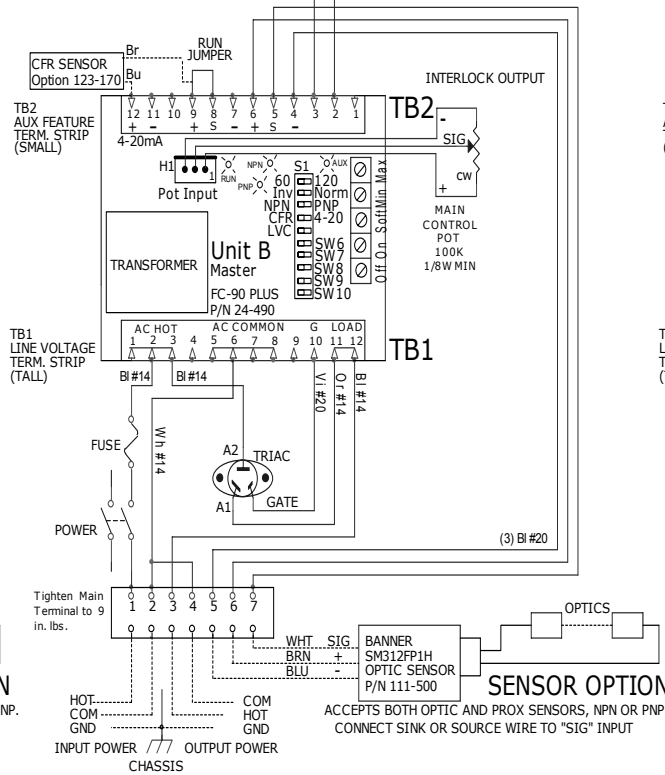 Br
CFR SENSOR
Option 123-170
Bu
RUN
JUMPER
INTERLOCK OUTPUT
TB2
AUX FEATURE
TERM. STRIP
(SMALL)
12 11 10 9 8 7 6 5 4 3 2 1
+ - + S - + S -
TB2
4-20mA
H1
1
Pot Input
RUN
NPN
PNP
AUX
S1
60 120
Inv Norm
NPN PNP
CFR 4-20
LVC
SW6
SW7
SW8
SW9
SW10
Off On Soft Min Max
-
SIG
CW
+
MAIN
CONTROL
POT
100K
1/8W MIN
TRANSFORMER
Unit B
Master
FC-90 PLUS
P/N 24-490
TB1
LINE VOLTAGE
TERM. STRIP
(TALL)
AC HOT AC COMMON G LOAD
1 2 3 4 5 6 7 8 9 10 11 12
TB1
Bl #14
Bl #14
Wh #14
Vi #20
Or #14
Bl #14
FUSE
A2
TRIAC
A1
GATE
POWER
(3) Bl #20
Tighten Main
Terminal to 9
in. lbs.
1 2 3 4 5 6 7
OPTICS
WHT SIG
BRN +
BLU -
BANNER
SM312FP1H
OPTIC SENSOR
P/N 111-500
SENSOR OPTION
N
NP.
HOT
COM
GND
COM
HOT
GND
ACCEPTS BOTH OPTIC AND PROX SENSORS, NPN OR PNP
CONNECT SINK OR SOURCE WIRE TO "SIG" INPUT
INPUT POWER
OUTPUT POWER
CHASSIS